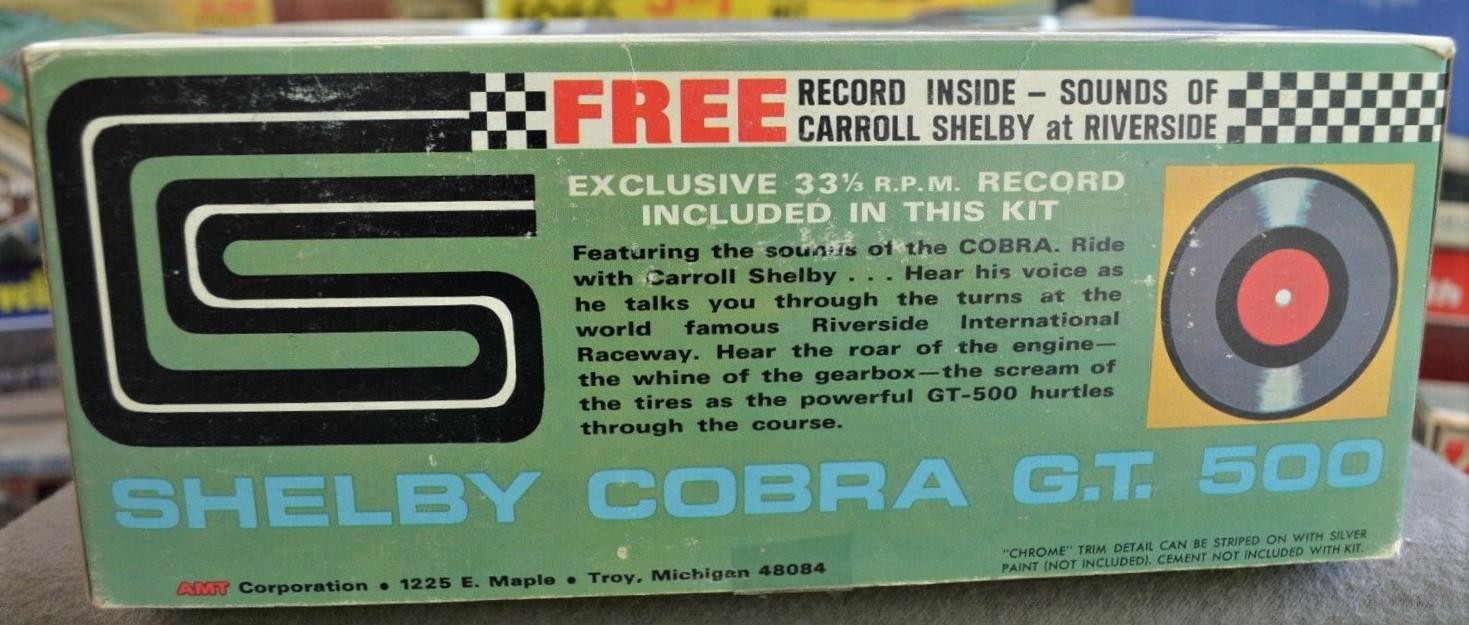 FREE RECORD INSIDE – SOUNDS OF
CARROLL SHELBY at RIVERSIDE
EXCLUSIVE 33⅓ R.P.M. RECORD
INCLUDED IN THIS KIT
Featuring the sounds of the COBRA. Ride
with Carroll Shelby . . . Hear his voice as
he talks you through the turns at the
world famous Riverside International
Raceway. Hear the roar of the engine—
the whine of the gearbox—the scream of
the tires as the powerful GT-500 hurtles
through the course.
SHELBY COBRA G.T. 500
"CHROME" TRIM DETAIL CAN BE STRIPED ON WITH SILVER
PAINT (NOT INCLUDED). CEMENT NOT INCLUDED WITH KIT.
AMT Corporation • 1225 E. Maple • Troy, Michigan 48084